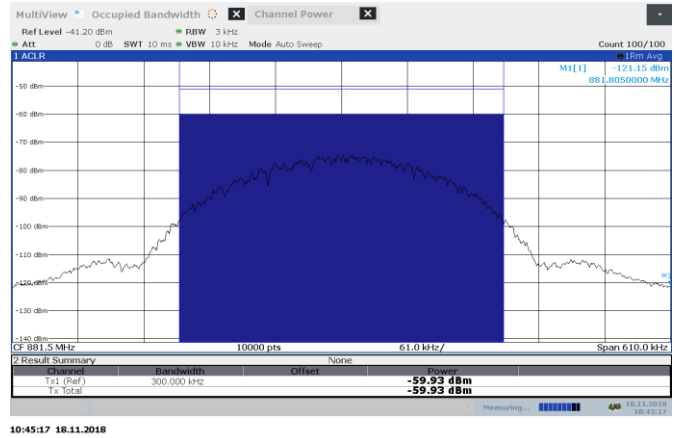 MultiView Occupied Bandwidth X Channel Power X
Ref Level -41.20 dBm RBW 3 kHz
Att 0 dB SWT 10 ms VBW 10 kHz Mode Auto Sweep Count 100/100
1 ACLR 1Rm Avg
M1[1] -121.15 dBm
881.8050000 MHz
-50 dBm
-60 dBm
-70 dBm
-80 dBm
-90 dBm
-100 dBm
-110 dBm
-120 dBm
M1
-130 dBm
-140 dBm
CF 881.5 MHz 10000 pts 61.0 kHz/ Span 610.0 kHz
2 Result Summary None
Channel Bandwidth Offset Power
Tx1 (Ref) 300.000 kHz -59.93 dBm
Tx Total -59.93 dBm
Measuring... 18.11.2018
10:45:17
10:45:17 18.11.2018